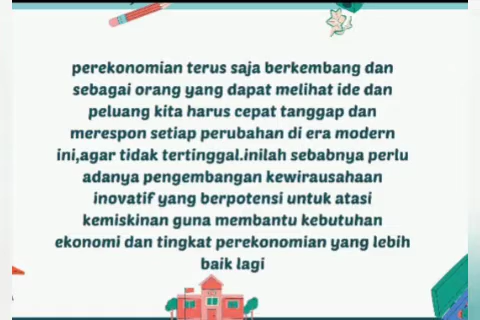 perekonomian terus saja berkembang dan
sebagai orang yang dapat melihat ide dan
peluang kita harus cepat tanggap dan
merespon setiap perubahan di era modern
ini,agar tidak tertinggal.inilah sebabnya perlu
adanya pengembangan kewirausahaan
inovatif yang berpotensi untuk atasi
kemiskinan guna membantu kebutuhan
ekonomi dan tingkat perekonomian yang lebih
baik lagi